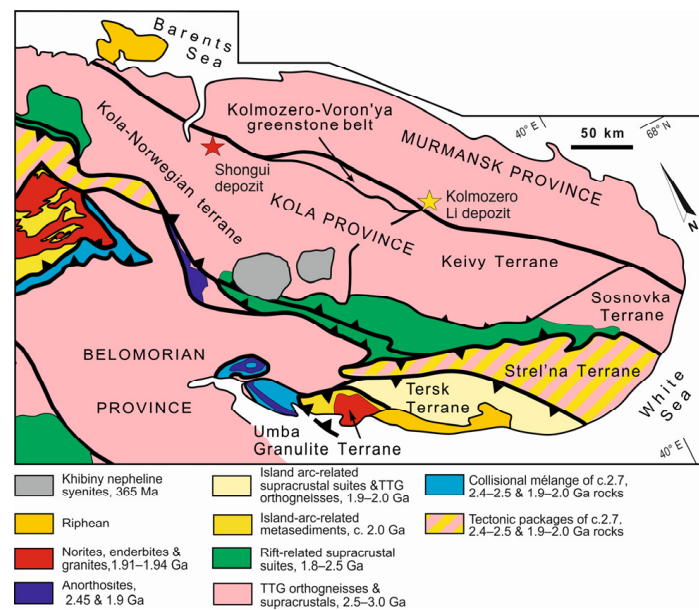 Barents
Sea
Kolmozero-Voron'ya
greenstone belt
40° E
68° N
50 km
N
MURMANSK PROVINCE
Kola-Norwegian terrane
Shongui
depozit
Kolmozero
Li depozit
KOLA PROVINCE
Keivy Terrane
Sosnovka
Terrane
BELOMORIAN
PROVINCE
Strel'na Terrane
Tersk
Terrane
White
Sea
Umba
Granulite Terrane
40° E
Khibiny nepheline
syenites, 365 Ma
Riphean
Norites, enderbites &
granites,1.91–1.94 Ga
Anorthosites,
2.45 & 1.9 Ga
Island arc-related
supracrustal suites &TTG
orthogneisses, 1.9–2.0 Ga
Island-arc-related
metasediments, c. 2.0 Ga
Rift-related supracrustal
suites, 1.8–2.5 Ga
TTG orthogneisses &
supracrustals, 2.5–3.0 Ga
Collisional mélange of c.2.7,
2.4–2.5 & 1.9–2.0 Ga rocks
Tectonic packages of c.2.7,
2.4–2.5 & 1.9–2.0 Ga rocks